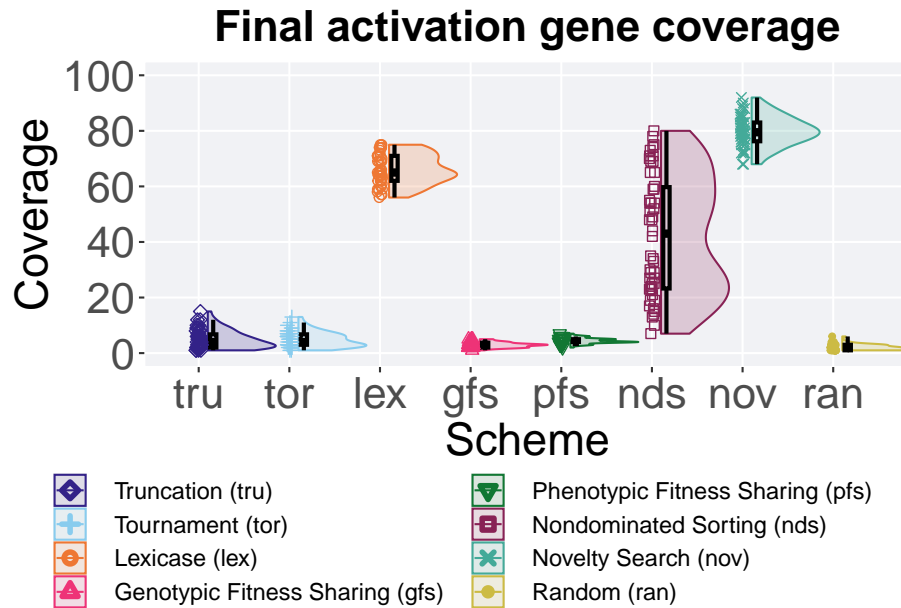 Final activation gene coverage
Coverage
100
80
60
40
20
0
tru tor lex gfs pfs nds nov ran
Scheme
Truncation (tru)
Tournament (tor)
Lexicase (lex)
Genotypic Fitness Sharing (gfs)
Phenotypic Fitness Sharing (pfs)
Nondominated Sorting (nds)
Novelty Search (nov)
Random (ran)